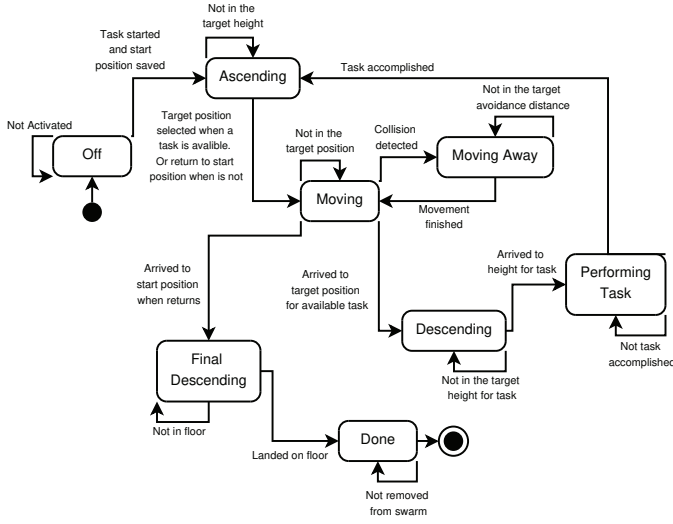 Not in the
target height
Task started
and start
position saved
Ascending
Task accomplished
Not in the target
avoidance distance
Not Activated
Off
Target position
selected when a
task is avalible.
Or return to start
position when is not
Not in the
target position
Collision
detected
Moving Away
Moving
Movement
finished
Arrived to
start position
when returns
Arrived to
target position
for available task
Arrived to
height for task
Performing
Task
Descending
Not task
accomplished
Final
Descending
Not in the target
height for task
Not in floor
Landed on floor
Done
Not removed
from swarm